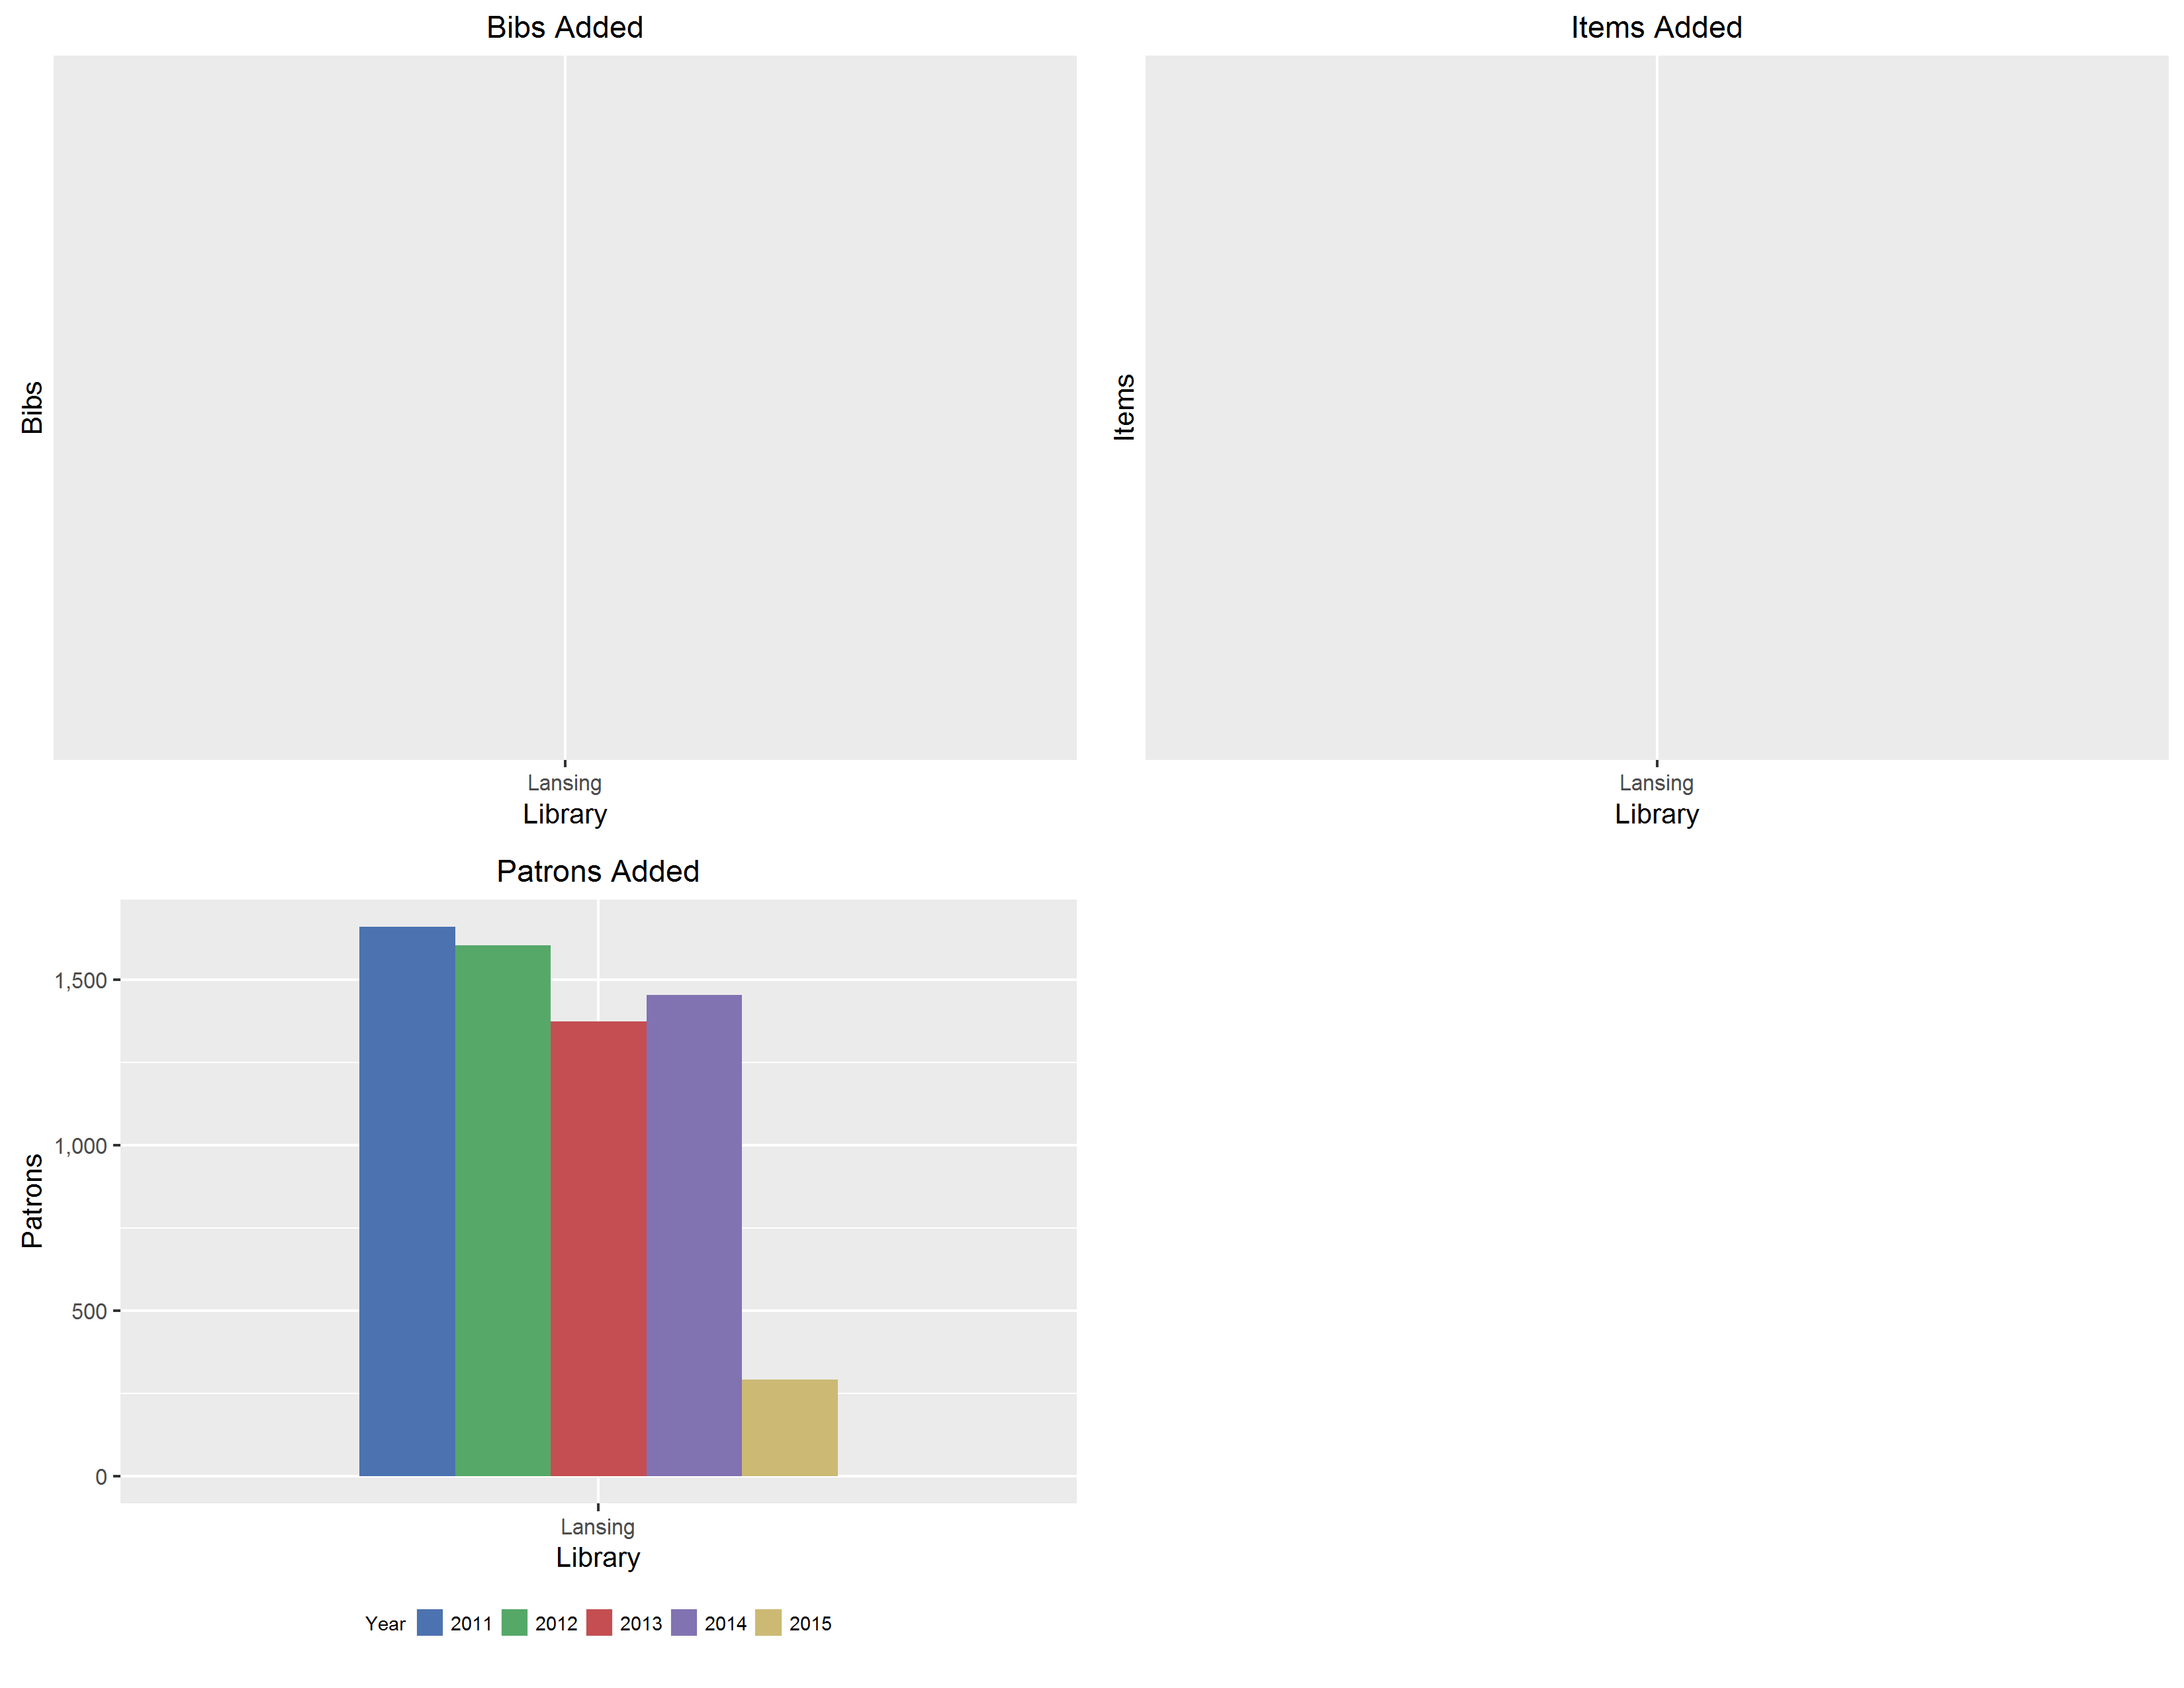 Bibs Added
Bibs
Lansing
Library
Items Added
Items
Lansing
Library
Patrons Added
Patrons
1,500
1,000
500
0
Lansing
Library
Year 2011 2012 2013 2014 2015